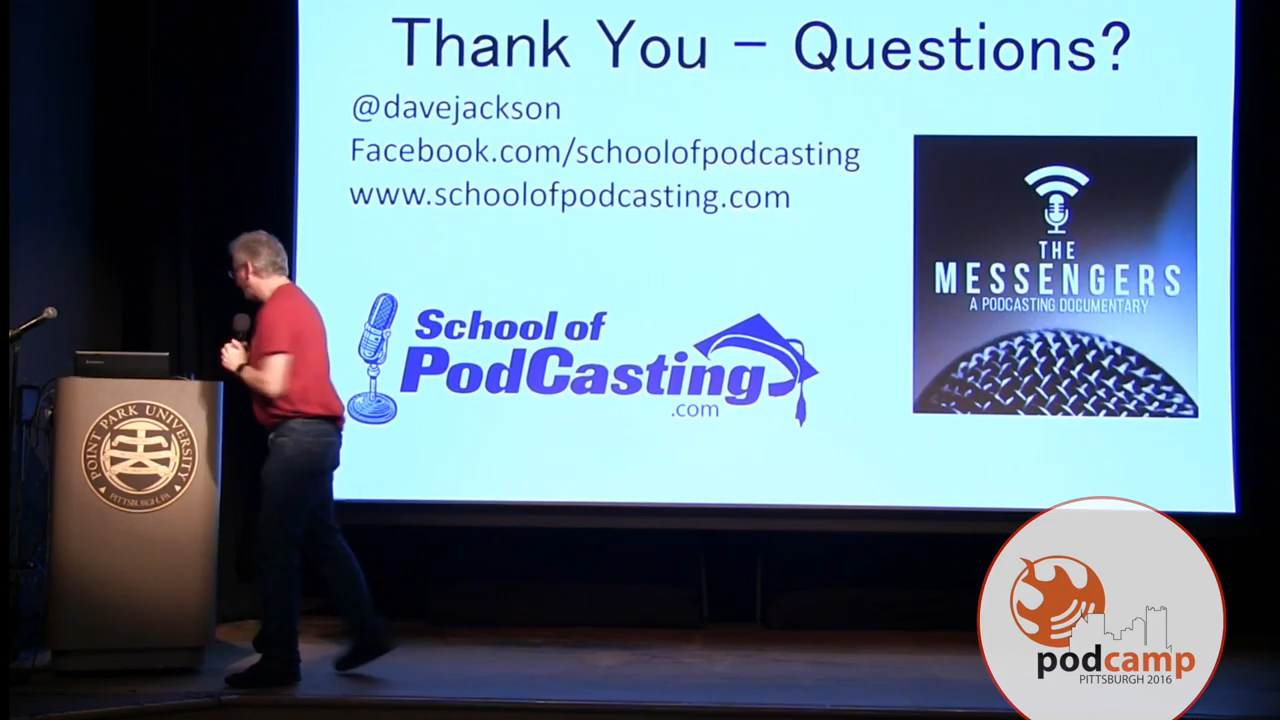 Thank You – Questions?
@davejackson
Facebook.com/schoolofpodcasting
www.schoolofpodcasting.com
THE
MESSENGERS
A PODCASTING DOCUMENTARY
School of
PodCasting
.com
POINT PARK UNIVERSITY
PITTSBURGH, PA
podcamp
PITTSBURGH 2016